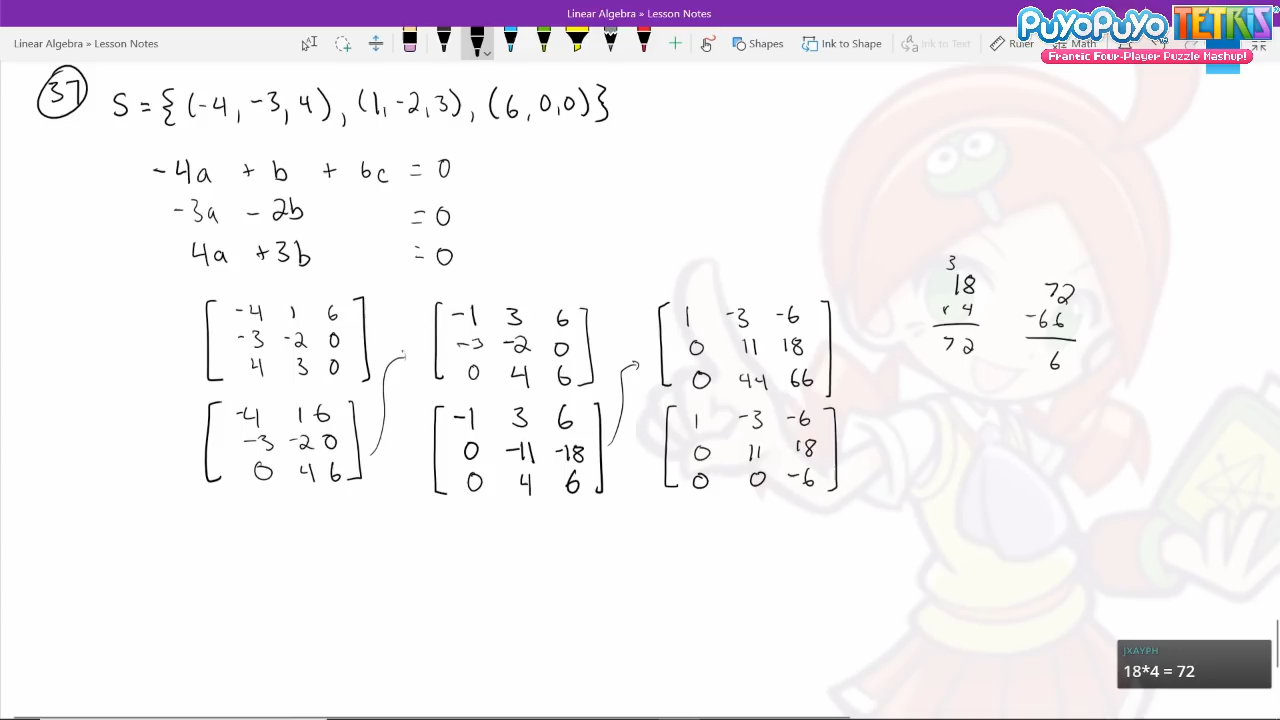 Linear Algebra » Lesson Notes
Linear Algebra » Lesson Notes
Shapes
Ink to Shape
Ink to Text
Ruler
Math
PUYOPUYO TETRIS
Frantic Four-Player Puzzle Mashup!
37 S = {(-4, -3, 4), (1, -2, 3), (6, 0, 0)}
-4a + b + 6c = 0
-3a - 2b = 0
4a + 3b = 0
-4 1 6
-3 -2 0
4 3 0
-4 1 6
-3 -2 0
0 4 6
-1 3 6
-3 -2 0
0 4 6
-1 3 6
0 -11 -18
0 4 6
1 -3 -6
0 11 18
0 44 66
1 -3 -6
0 11 18
0 0 -6
3
18
x 4
72
72
-66
6
JXAYPH
18*4 = 72